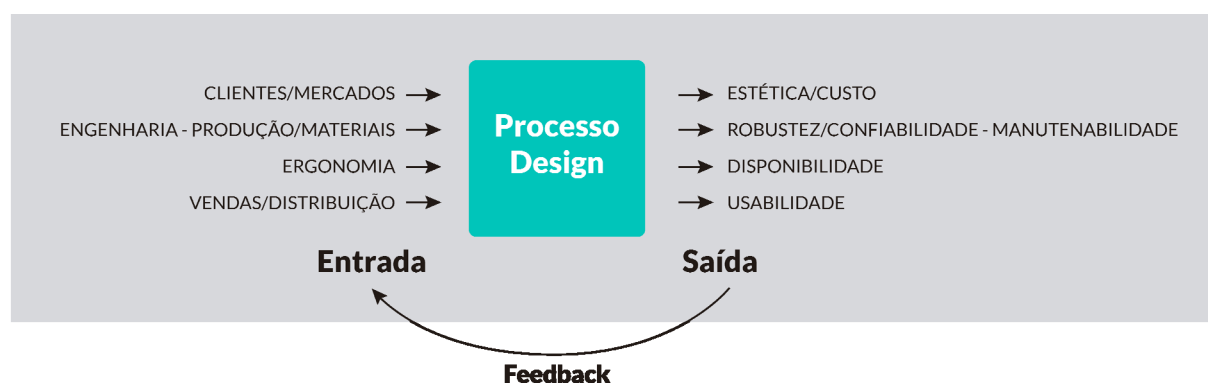 CLIENTES/MERCADOS
ENGENHARIA - PRODUÇÃO/MATERIAIS
ERGONOMIA
VENDAS/DISTRIBUIÇÃO
Entrada
Processo
Design
ESTÉTICA/CUSTO
ROBUSTEZ/CONFIABILIDADE - MANUTENABILIDADE
DISPONIBILIDADE
USABILIDADE
Saída
Feedback